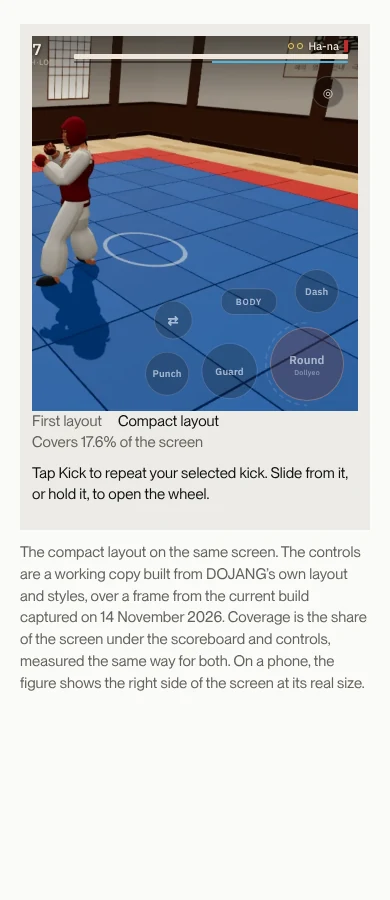 7
Ha-na
BODY
Dash
⇄
Punch
Guard
Round
Dollyeo
First layout Compact layout
Covers 17.6% of the screen
Tap Kick to repeat your selected kick. Slide from it,
or hold it, to open the wheel.
The compact layout on the same screen. The controls
are a working copy built from DOJANG’s own layout
and styles, over a frame from the current build
captured on 14 November 2026. Coverage is the share
of the screen under the scoreboard and controls,
measured the same way for both. On a phone, the
figure shows the right side of the screen at its real size.